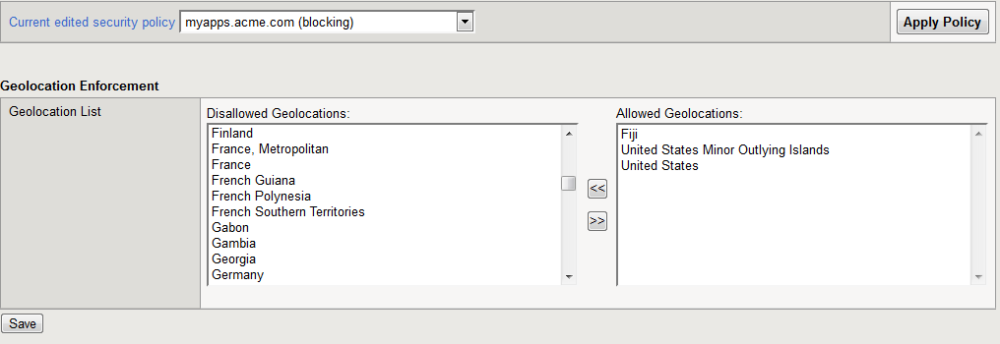 Current edited security policy myapps.acme.com (blocking) Apply Policy
Geolocation Enforcement
Geolocation List
Disallowed Geolocations:
Finland
France, Metropolitan
France
French Guiana
French Polynesia
French Southern Territories
Gabon
Gambia
Georgia
Germany
<<
>>
Allowed Geolocations:
Fiji
United States Minor Outlying Islands
United States
Save